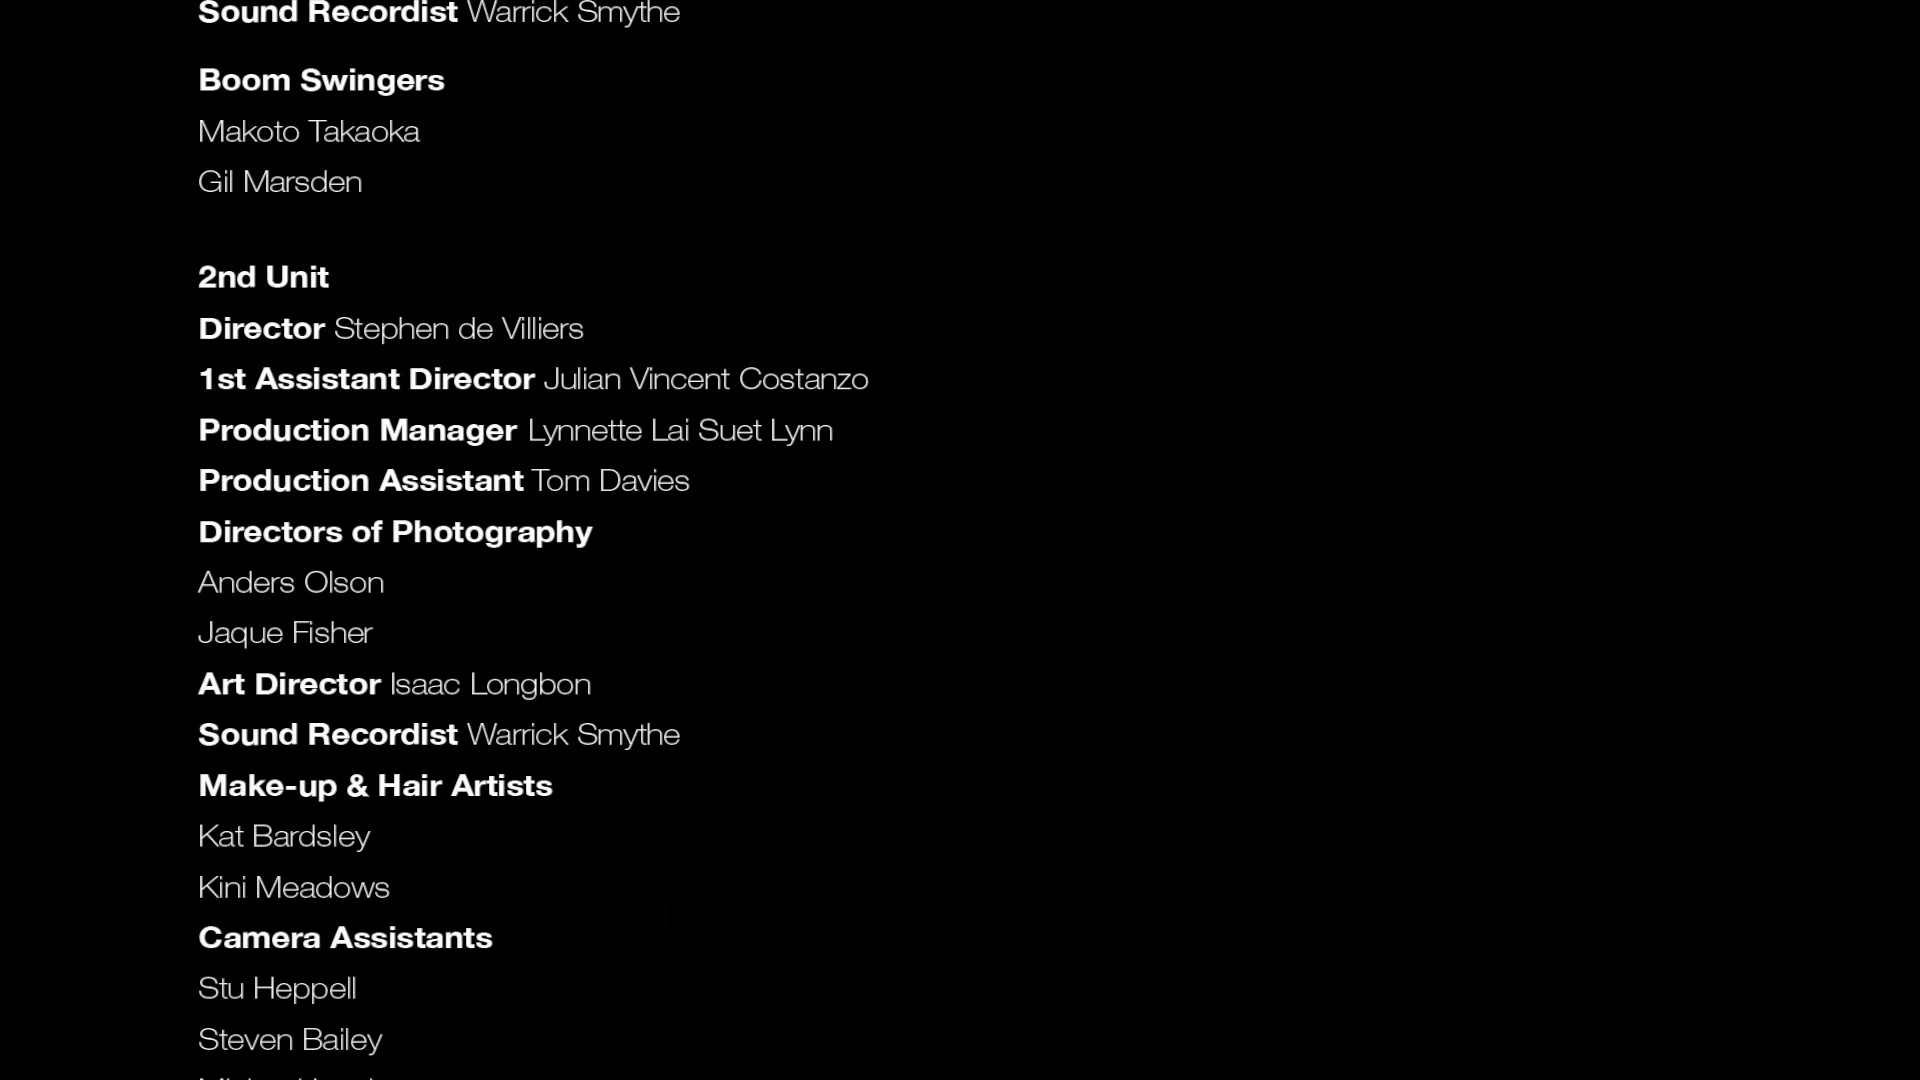 Sound Recordist Warrick Smythe
Boom Swingers
Makoto Takaoka
Gil Marsden
2nd Unit
Director Stephen de Villiers
1st Assistant Director Julian Vincent Costanzo
Production Manager Lynnette Lai Suet Lynn
Production Assistant Tom Davies
Directors of Photography
Anders Olson
Jaque Fisher
Art Director Isaac Longbon
Sound Recordist Warrick Smythe
Make-up & Hair Artists
Kat Bardsley
Kini Meadows
Camera Assistants
Stu Heppell
Steven Bailey